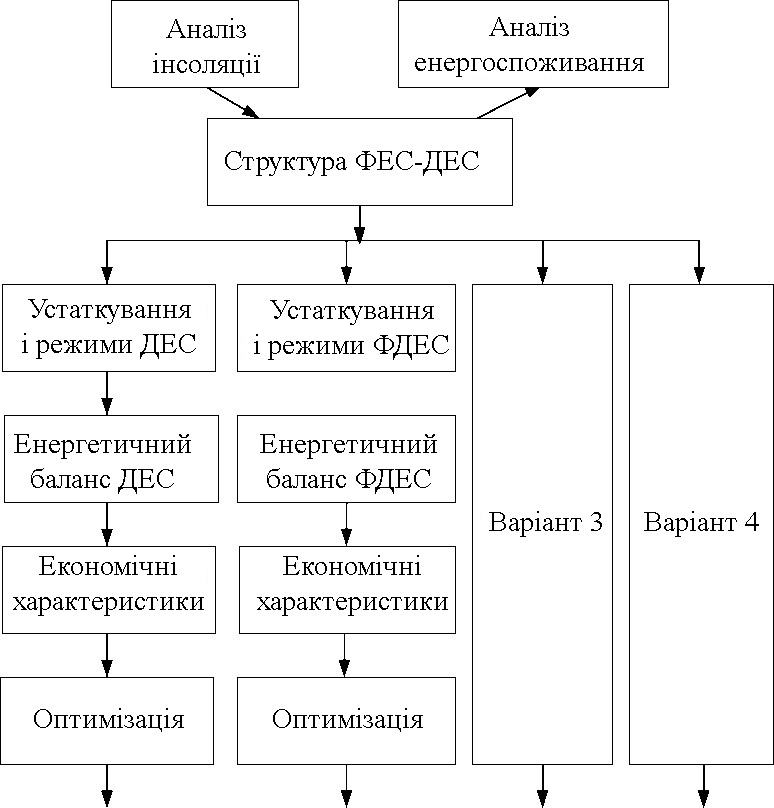 Аналіз
інсоляції
Аналіз
енергоспоживання
Структура ФЕС-ДЕС
Устаткування
і режими ДЕС
Устаткування
і режими ФДЕС
Енергетичний
баланс ДЕС
Енергетичний
баланс ФДЕС
Варіант 3
Варіант 4
Економічні
характеристики
Економічні
характеристики
Оптимізація
Оптимізація